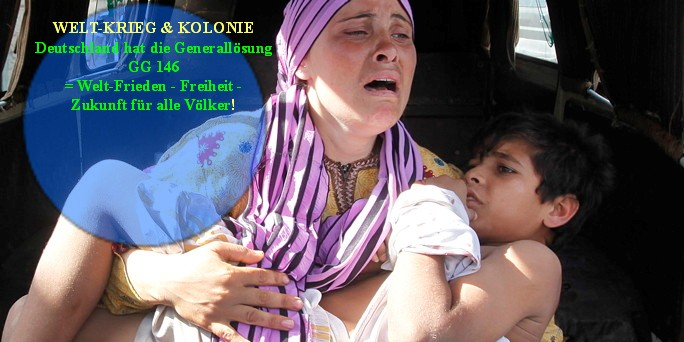 WELT-KRIEG & KOLONIE
Deutschland hat die Generallösung
GG 146
= Welt-Frieden - Freiheit -
Zukunft für alle Völker!